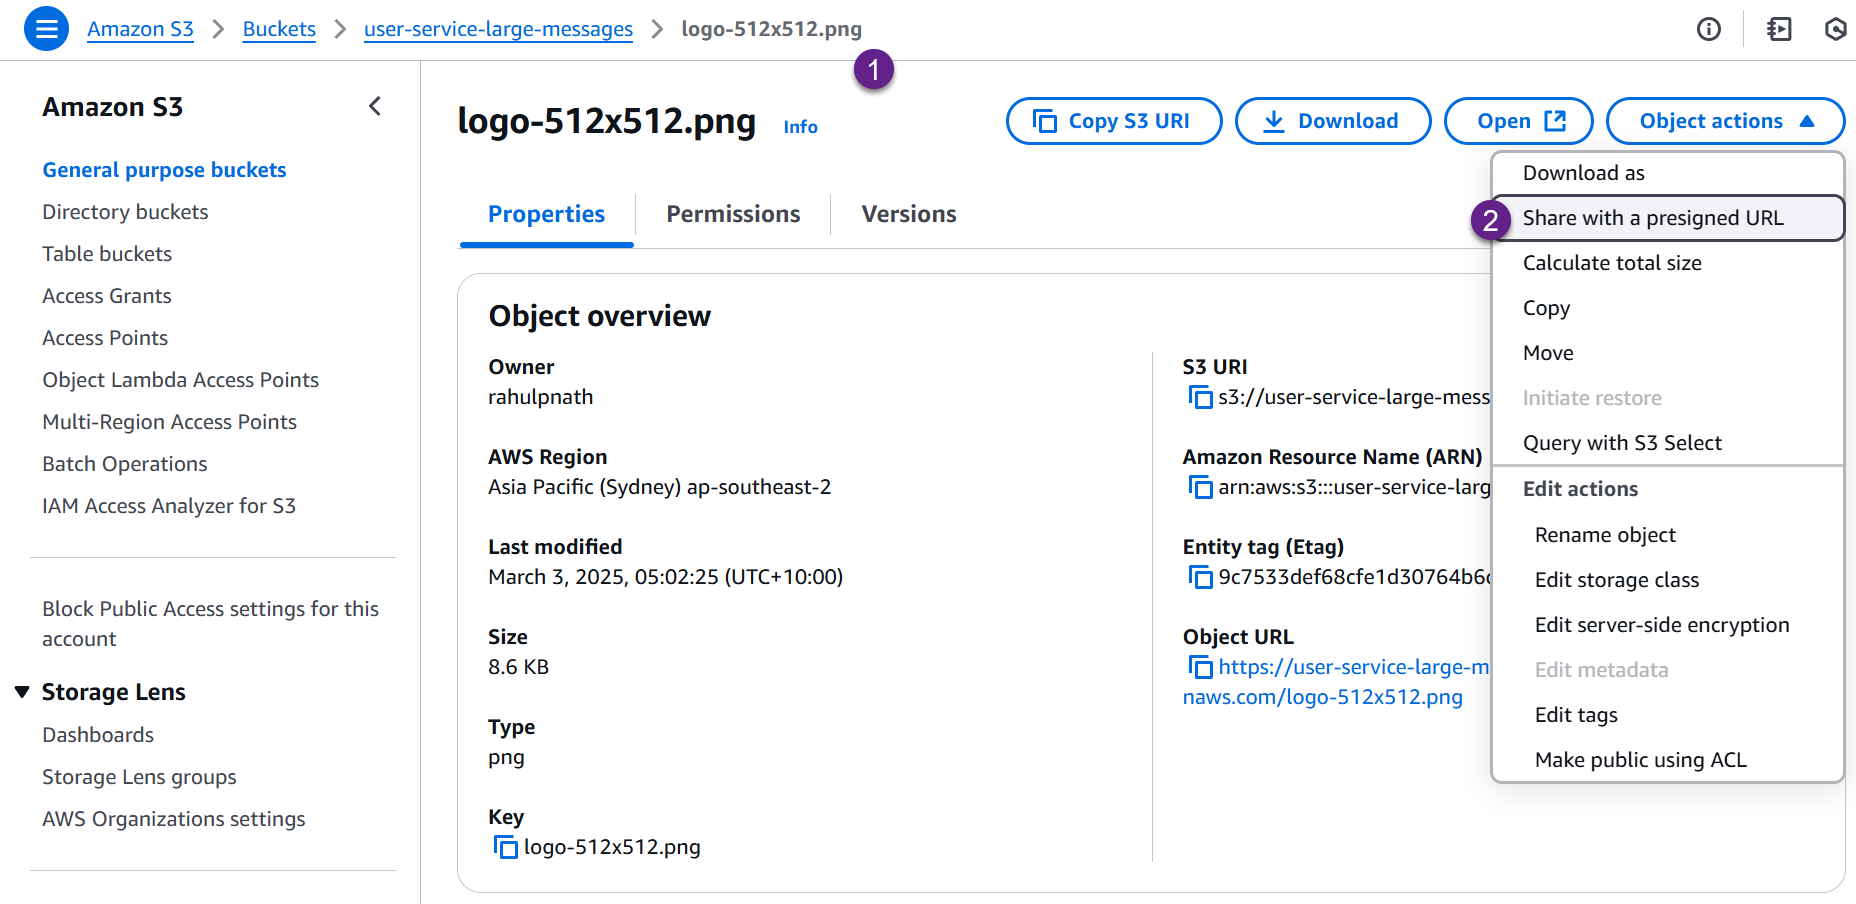 Amazon S3 > Buckets > user-service-large-messages > logo-512x512.png
1
Amazon S3
General purpose buckets
Directory buckets
Table buckets
Access Grants
Access Points
Object Lambda Access Points
Multi-Region Access Points
Batch Operations
IAM Access Analyzer for S3
Block Public Access settings for this
account
Storage Lens
Dashboards
Storage Lens groups
AWS Organizations settings
logo-512x512.png Info
Copy S3 URI
Download
Open
Object actions
Properties
Permissions
Versions
Object overview
Owner
rahulpnath
AWS Region
Asia Pacific (Sydney) ap-southeast-2
Last modified
March 3, 2025, 05:02:25 (UTC+10:00)
Size
8.6 KB
Type
png
Key
logo-512x512.png
S3 URI
s3://user-service-large-mess
Amazon Resource Name (ARN)
arn:aws:s3:::user-service-larg
Entity tag (Etag)
9c7533def68cfe1d30764b6
Object URL
https://user-service-large-m
naws.com/logo-512x512.png
Download as
2
Share with a presigned URL
Calculate total size
Copy
Move
Initiate restore
Query with S3 Select
Edit actions
Rename object
Edit storage class
Edit server-side encryption
Edit metadata
Edit tags
Make public using ACL